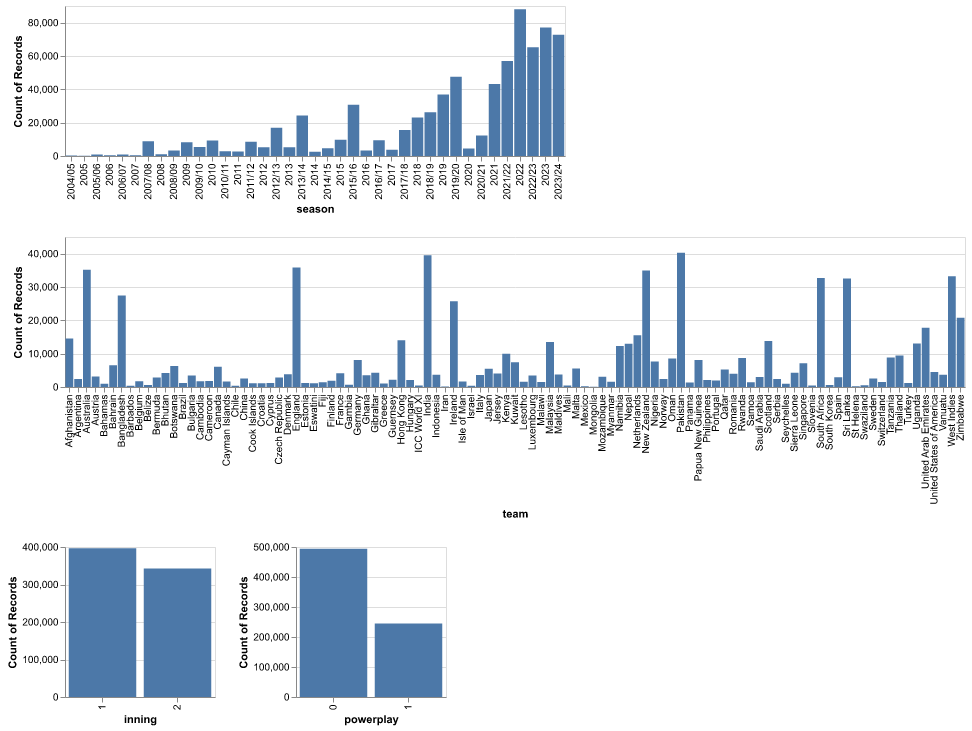 80,000
60,000
40,000
20,000
0
Count of Records
2004/05
2005
2005/06
2006
2006/07
2007
2007/08
2008
2008/09
2009
2009/10
2010
2010/11
2011
2011/12
2012
2012/13
2013
2013/14
2014
2014/15
2015
2015/16
2016
2016/17
2017
2017/18
2018
2018/19
2019
2019/20
2020
2020/21
2021
2021/22
2022
2022/23
2023
2023/24
season
40,000
30,000
20,000
10,000
0
Count of Records
Afghanistan
Argentina
Australia
Austria
Bahamas
Bahrain
Bangladesh
Barbados
Belgium
Belize
Bermuda
Bhutan
Botswana
Brazil
Bulgaria
Cambodia
Cameroon
Canada
Cayman Islands
Chile
China
Cook Islands
Croatia
Cyprus
Czech Republic
Denmark
England
Estonia
Eswatini
Fiji
Finland
France
Gambia
Germany
Ghana
Gibraltar
Greece
Guernsey
Hong Kong
Hungary
ICC World XI
India
Indonesia
Iran
Ireland
Isle of Man
Israel
Italy
Japan
Jersey
Kenya
Kuwait
Lesotho
Luxembourg
Malawi
Malaysia
Maldives
Mali
Malta
Mexico
Mongolia
Mozambique
Myanmar
Namibia
Nepal
Netherlands
New Zealand
Nigeria
Norway
Oman
Pakistan
Panama
Papua New Guinea
Philippines
Portugal
Qatar
Romania
Rwanda
Samoa
Saudi Arabia
Scotland
Serbia
Seychelles
Sierra Leone
Singapore
Slovenia
South Africa
South Korea
Spain
Sri Lanka
St Helena
Swaziland
Sweden
Switzerland
Tanzania
Thailand
Turkey
Uganda
United Arab Emirates
United States of America
Vanuatu
West Indies
Zimbabwe
team
400,000
300,000
200,000
100,000
0
Count of Records
1
2
inning
500,000
400,000
300,000
200,000
100,000
0
Count of Records
0
1
powerplay